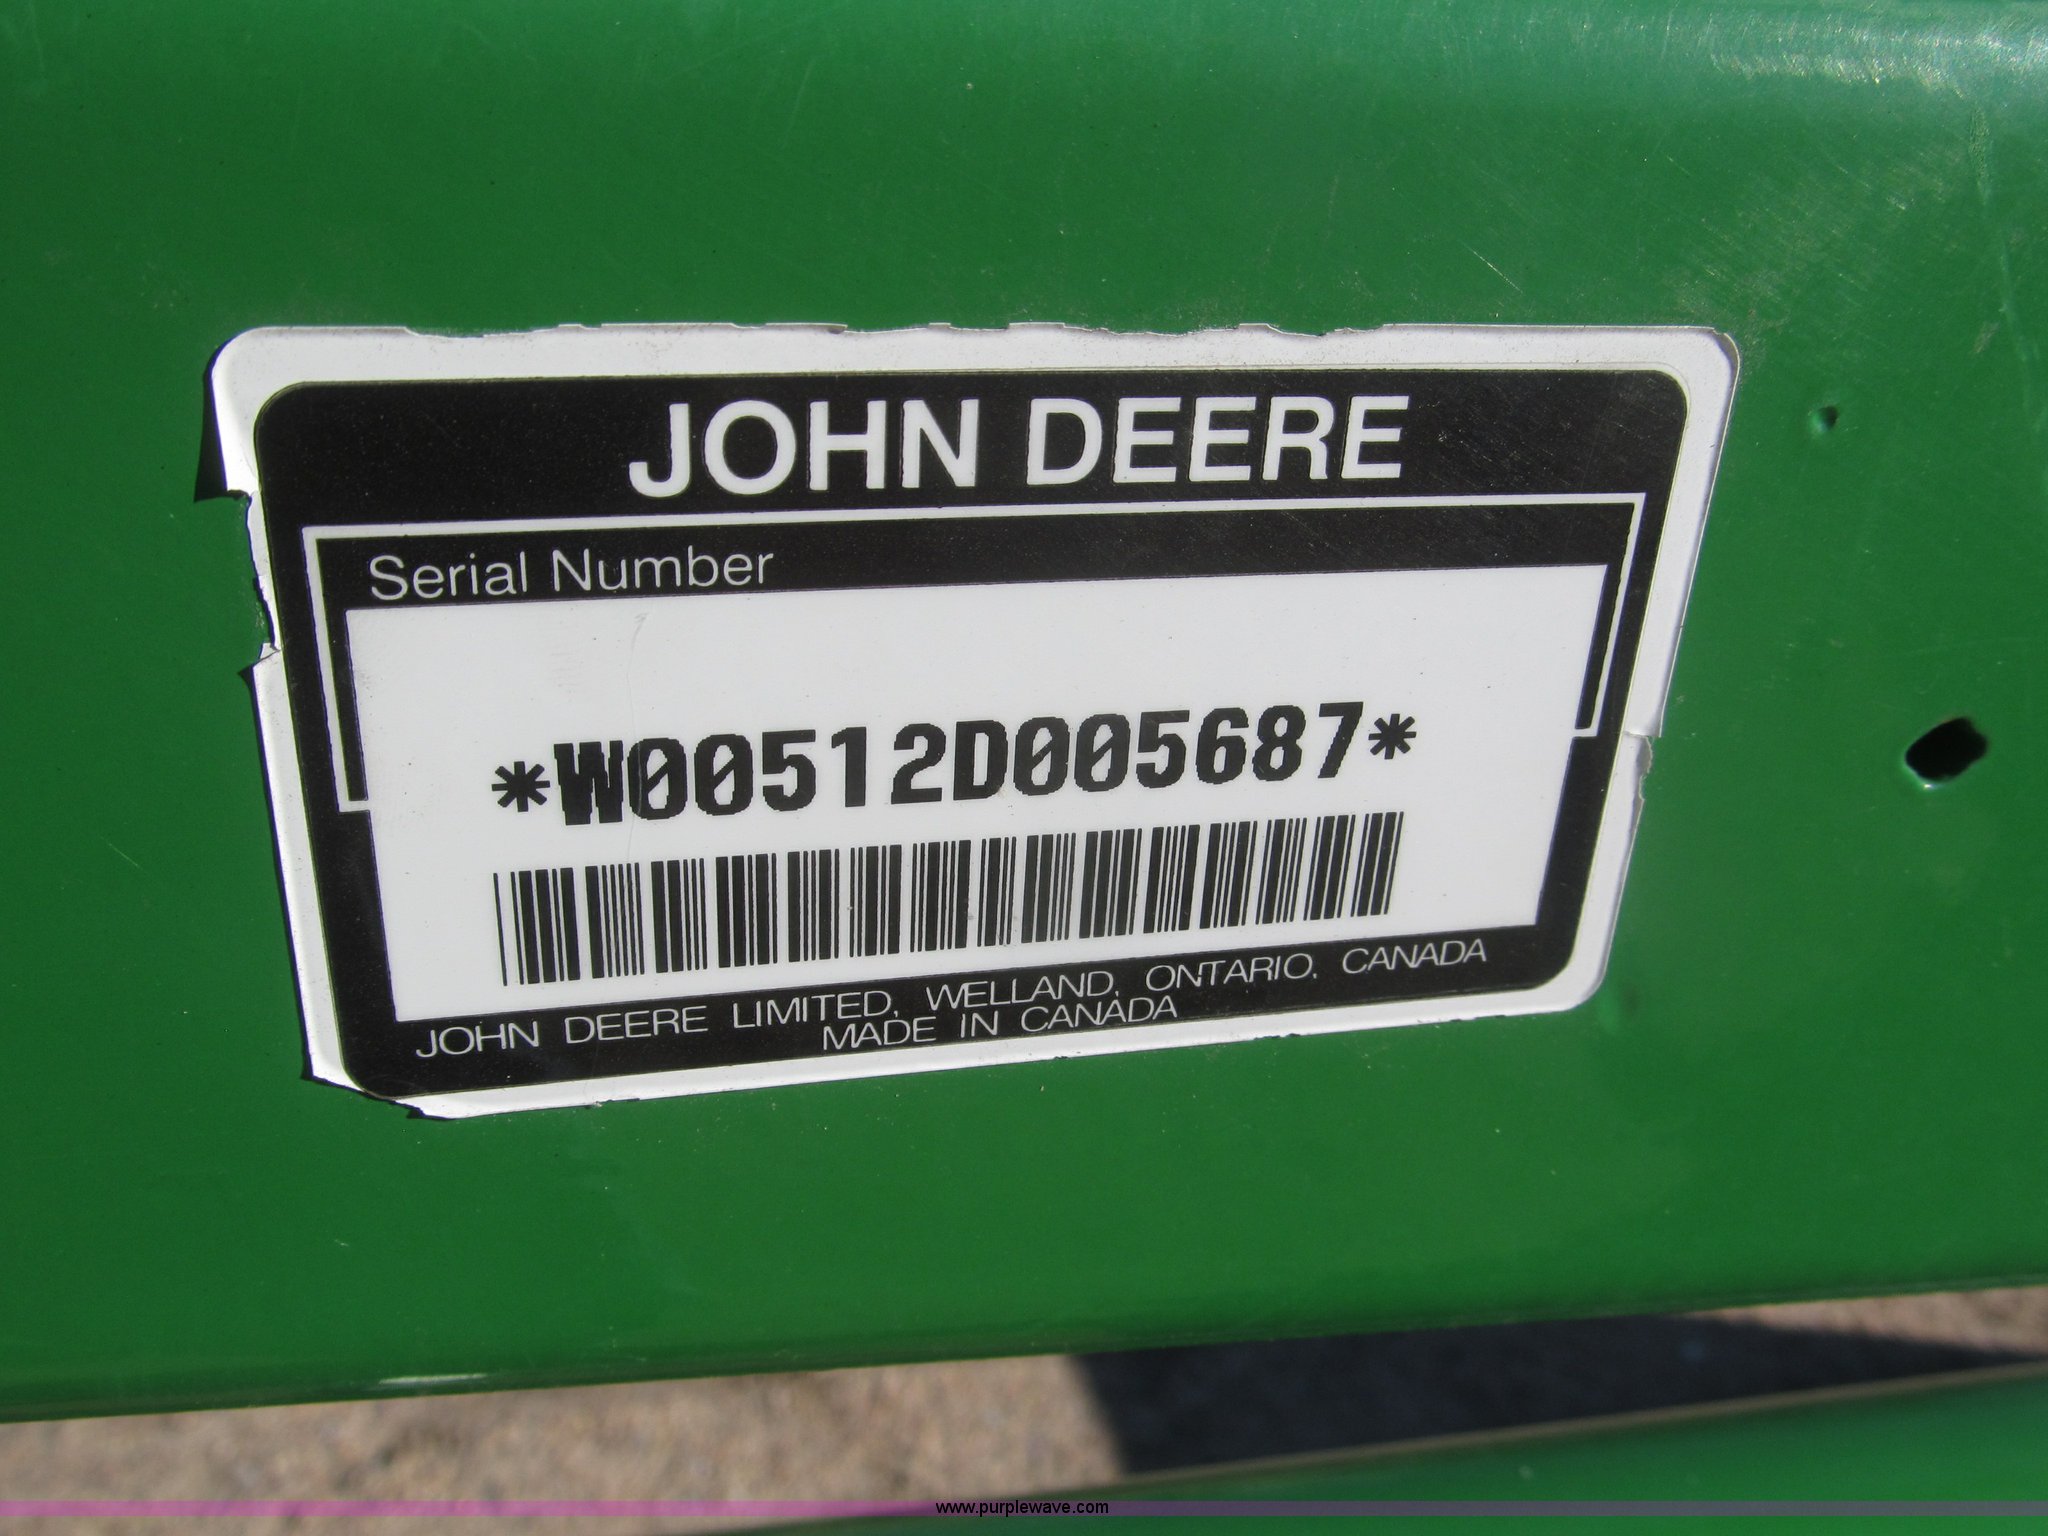 JOHN DEERE
Serial Number
*W00512D005687*
JOHN DEERE LIMITED, WELLAND, ONTARIO, CANADA
MADE IN CANADA
www.purplewave.com